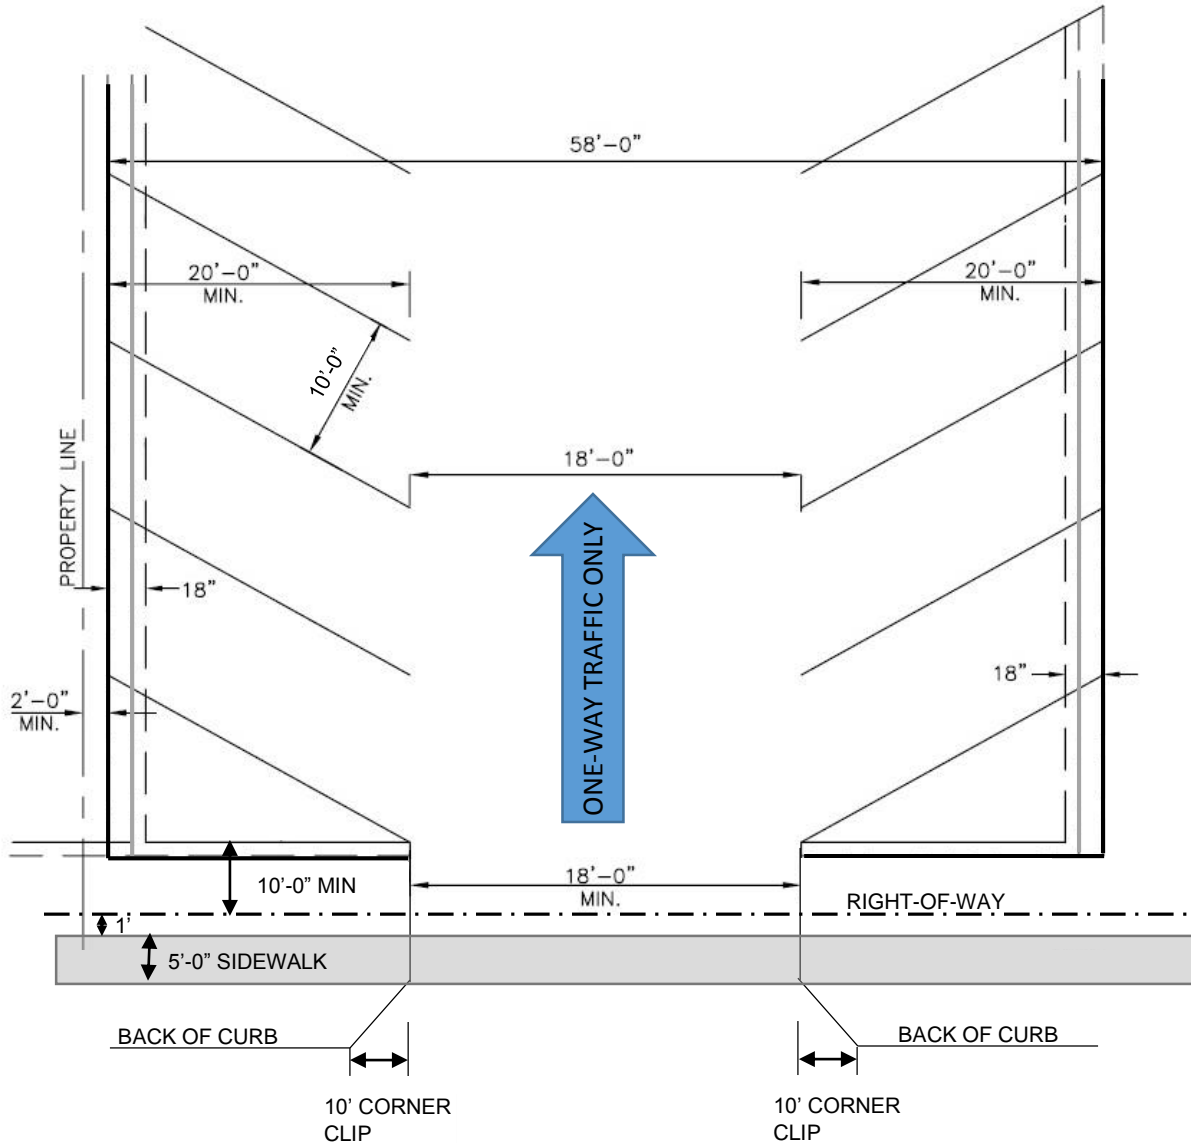 58'-0"
20'-0"
MIN.
20'-0"
MIN.
10'-0"
MIN.
PROPERTY LINE
18'-0"
ONE-WAY TRAFFIC ONLY
18"
18"
2'-0"
MIN.
10'-0" MIN
18'-0"
MIN.
RIGHT-OF-WAY
1'
5'-0" SIDEWALK
BACK OF CURB
BACK OF CURB
10' CORNER
CLIP
10' CORNER
CLIP